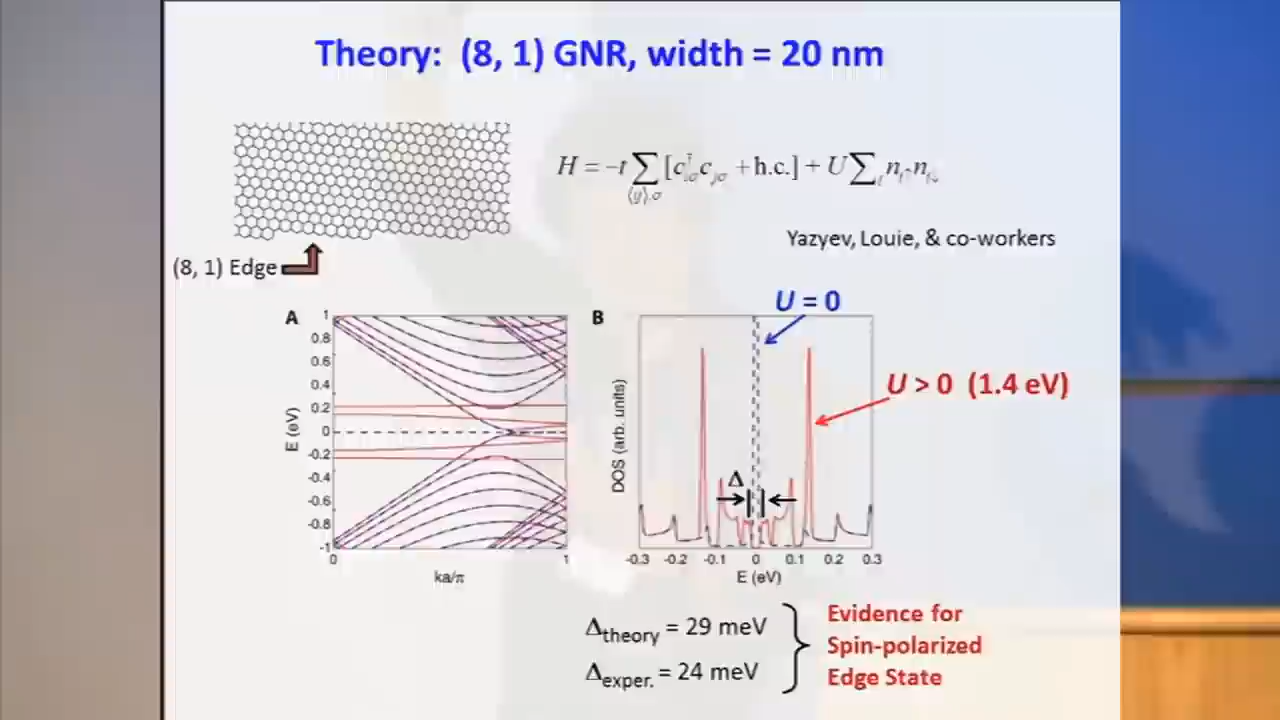 Theory: (8, 1) GNR, width = 20 nm
H = -t ∑⟨ij⟩,σ [c†iσ cjσ + h.c.] + U ∑i ni↑ ni↓
Yazyev, Louie, & co-workers
(8, 1) Edge
U = 0
A
B
1
0.8
0.6
0.4
0.2
0
-0.2
-0.4
-0.6
-0.8
-1
E (eV)
0
1
ka/π
DOS (arb. units)
U > 0 (1.4 eV)
Δ
-0.3 -0.2 -0.1 0 0.1 0.2 0.3
E (eV)
Δtheory = 29 meV
Δexper. = 24 meV
Evidence for
Spin-polarized
Edge State